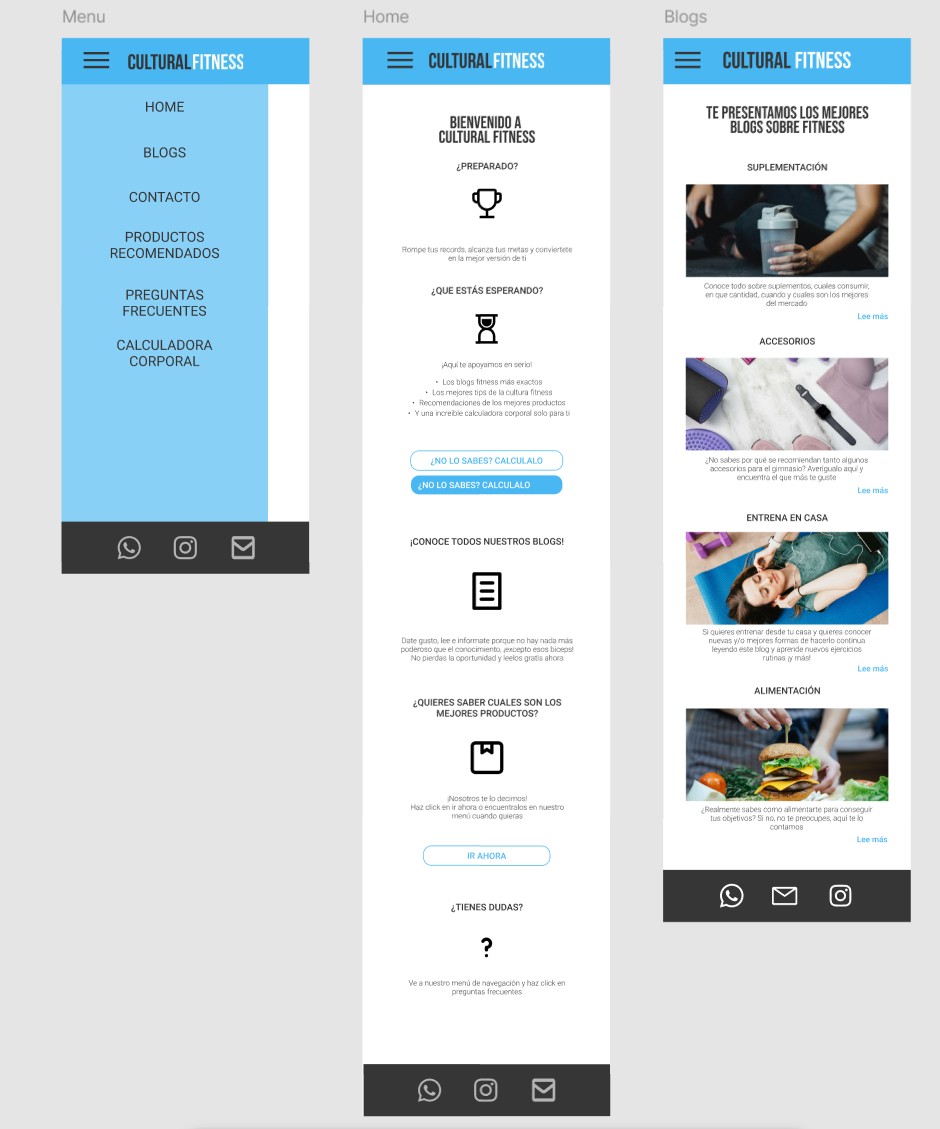 Menu
CULTURAL FITNESS
HOME
BLOGS
CONTACTO
PRODUCTOS
RECOMENDADOS
PREGUNTAS
FRECUENTES
CALCULADORA
CORPORAL
Home
CULTURAL FITNESS
BIENVENIDO A
CULTURAL FITNESS
¿PREPARADO?
Rompe tus records, alcanza tus metas y conviertete
en la mejor versión de ti
¿QUE ESTÁS ESPERANDO?
¡Aquí te apoyamos en serio!
• Los blogs fitness más exactos
• Los mejores tips de la cultura fitness
• Recomendaciones de los mejores productos
• Y una increible calculadora corporal solo para ti
¿NO LO SABES? CALCULALO
¿NO LO SABES? CALCULALO
¡CONOCE TODOS NUESTROS BLOGS!
Date gusto, lee e informate porque no hay nada más
poderoso que el conocimiento, ¡excepto esos biceps!
No pierdas la oportunidad y leelos gratis ahora
¿QUIERES SABER CUALES SON LOS
MEJORES PRODUCTOS?
¡Nosotros te lo decimos!
Haz click en ir ahora o encuentralos en nuestro
menú cuando quieras
IR AHORA
¿TIENES DUDAS?
?
Ve a nuestro menú de navegación y haz click en
preguntas frecuentes
Blogs
CULTURAL FITNESS
TE PRESENTAMOS LOS MEJORES
BLOGS SOBRE FITNESS
SUPLEMENTACIÓN
Conoce todo sobre suplementos, cuales consumir,
en que cantidad, cuando y cuales son los mejores
del mercado
Lee más
ACCESORIOS
¿No sabes por qué se recomiendan tanto algunos
accesorios para el gimnasio? Averigualo aquí y
encuentra el que más te guste
Lee más
ENTRENA EN CASA
Si quieres entrenar desde tu casa y quieres conocer
nuevas y/o mejores formas de hacerlo continua
leyendo este blog y aprende nuevos ejercicios
rutinas ¡y más!
Lee más
ALIMENTACIÓN
¿Realmente sabes como alimentarte para conseguir
tus objetivos? Si no, no te preocupes, aquí te lo
contamos
Lee más